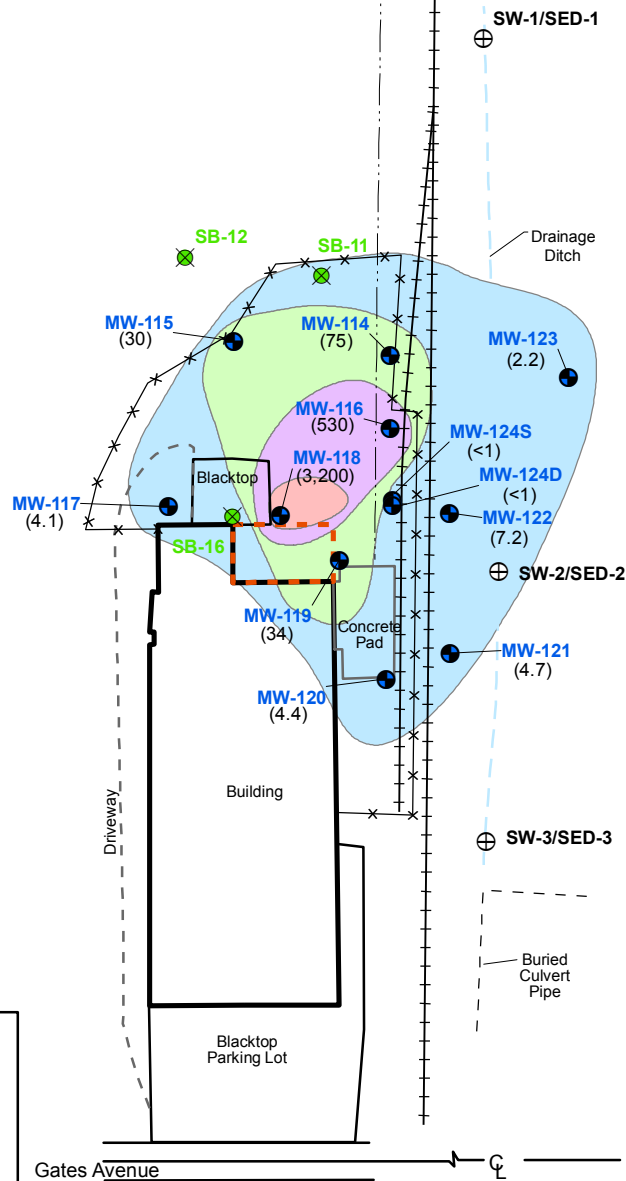 SW-1/SED-1
SB-12
SB-11
Drainage
Ditch
MW-115
(30)
MW-114
(75)
MW-123
(2.2)
MW-116
(530)
MW-124S
(<1)
MW-118
(3,200)
Blacktop
MW-124D
(<1)
MW-117
(4.1)
MW-122
(7.2)
SB-16
SW-2/SED-2
MW-119
(34)
Concrete
Pad
MW-121
(4.7)
MW-120
(4.4)
Building
Driveway
SW-3/SED-3
Buried
Culvert
Pipe
Blacktop
Parking Lot
Gates Avenue
CL